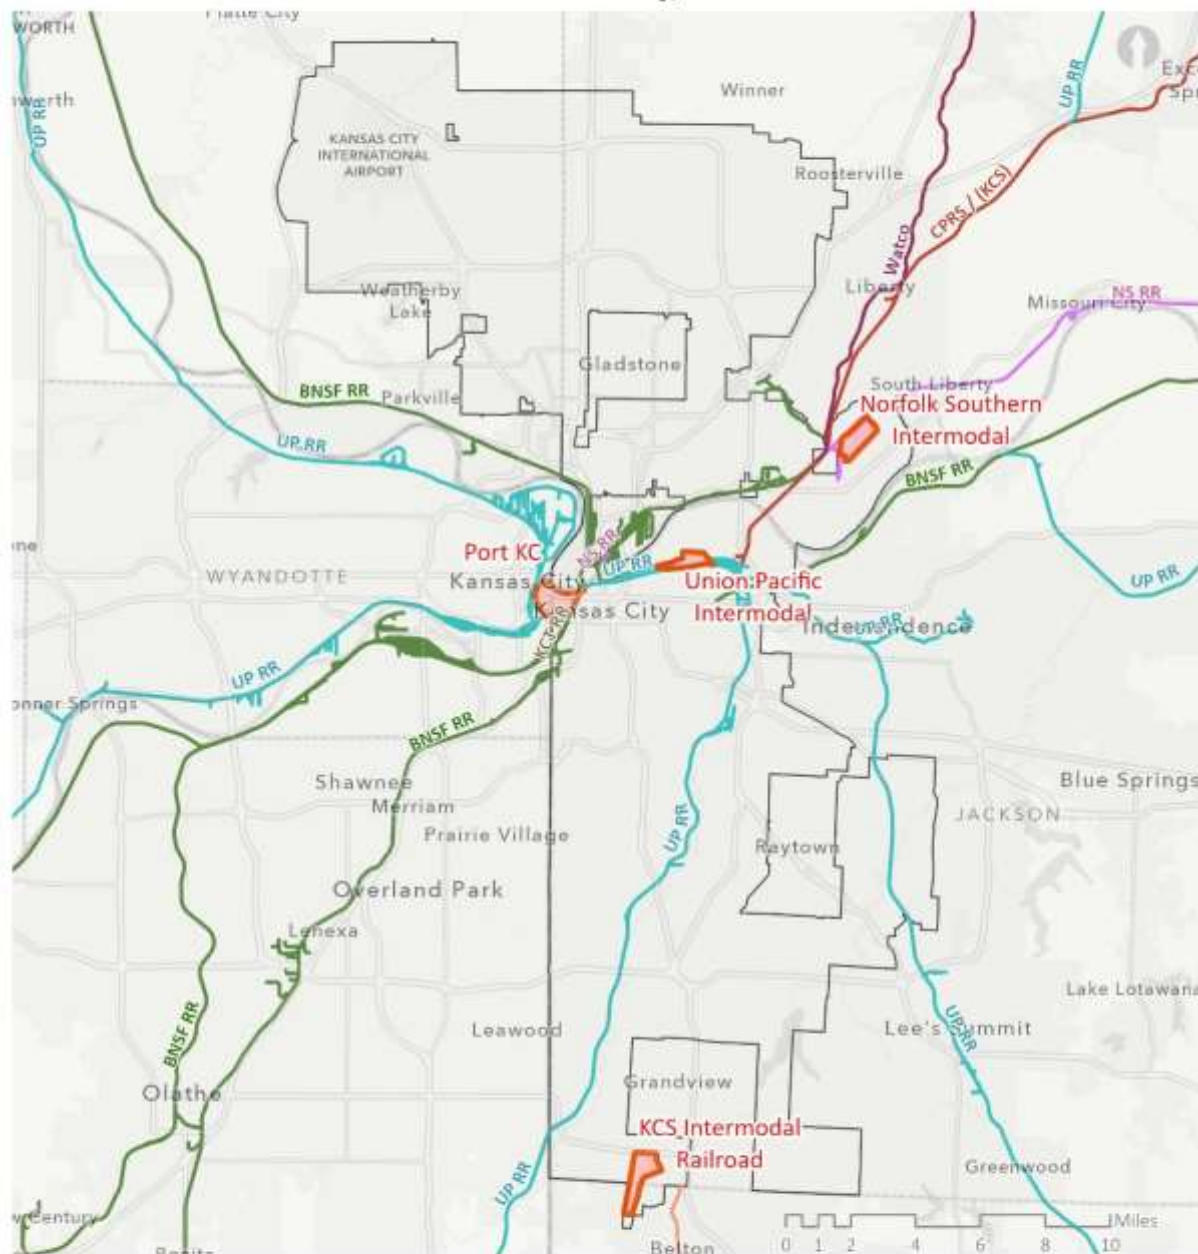 Platte City
WORTH
Winner
Exc
Spr
UP RR
UP RR
KANSAS CITY
INTERNATIONAL
AIRPORT
Roosterville
CPRS / (KCS)
Watco
Weatherby
Lake
Liberty
Missouri City
NS RR
Gladstone
BNSF RR
Parkville
South Liberty
Norfolk Southern
Intermodal
UP RR
BNSF RR
Port KC
NS RR
UP RR
WYANDOTTE
Kansas City
Union Pacific
Intermodal
UP RR
Kansas City
KCT RR
Independence
UP RR
UP RR
onner Springs
BNSF RR
Shawnee
Merriam
Prairie Village
UP RR
Raytown
Blue Springs
JACKSON
Overland Park
Lenexa
Lake Lotawana
BNSF RR
Leawood
Lee's Summit
UP RR
Olathe
Grandview
KCS Intermodal
Railroad
Greenwood
UP RR
w Century
Belton
Miles
0 1 2 4 6 8 10